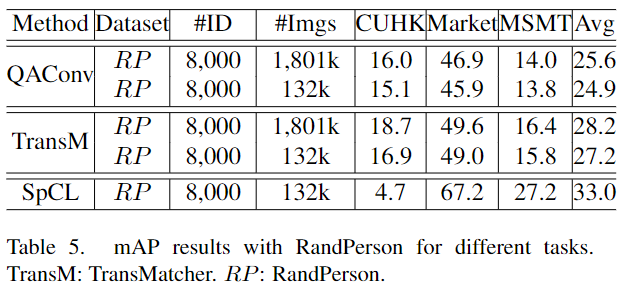 Method Dataset #ID #Imgs CUHK Market MSMT Avg
QAConv RP 8,000 1,801k 16.0 46.9 14.0 25.6
RP 8,000 132k 15.1 45.9 13.8 24.9
TransM RP 8,000 1,801k 18.7 49.6 16.4 28.2
RP 8,000 132k 16.9 49.0 15.8 27.2
SpCL RP 8,000 132k 4.7 67.2 27.2 33.0
Table 5. mAP results with RandPerson for different tasks.
TransM: TransMatcher. RP: RandPerson.